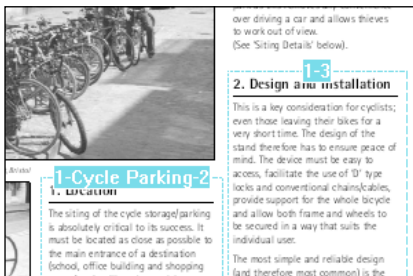 over driving a car and allows thieves
to work out of view.
(See 'Siting Details' below).
1-3
2. Design and Installation
This is a key consideration for cyclists;
even those leaving their bikes for a
very short time. The design of the
stand therefore has to ensure peace of
mind. The device must be easy to
access, facilitate the use of 'D' type
locks and conventional chains/cables,
provide support for the whole bicycle
and allow both frame and wheels to
be secured in a way that suits the
individual user.
The most simple and reliable design
(and therefore most common) is the
Bristol
1-Cycle Parking-2
1. Location
The siting of the cycle storage/parking
is absolutely critical to its success. It
must be located as close as possible to
the main entrance of a destination
(school, office building and shopping